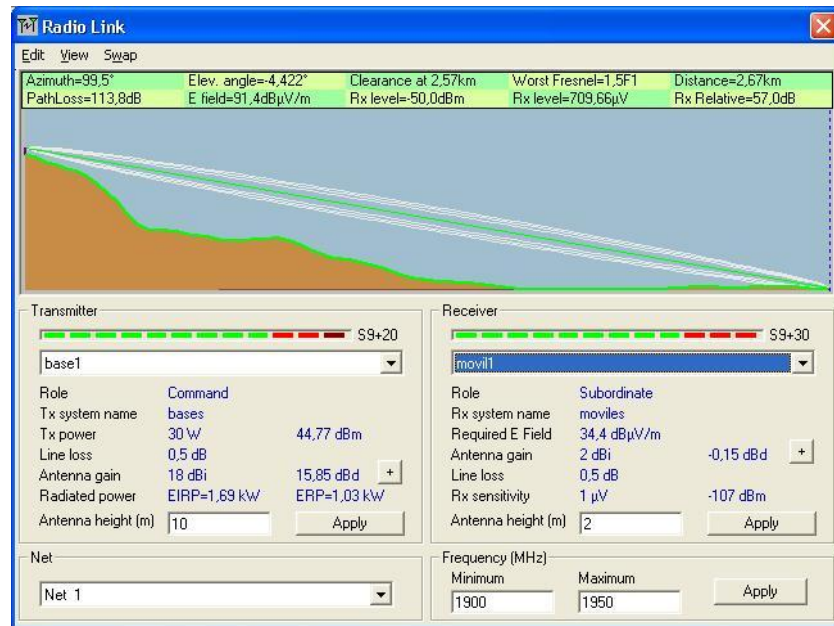 Radio Link
Edit View Swap
Azimuth=99,5° Elev. angle=-4,422° Clearance at 2,57km Worst Fresnel=1,5F1 Distance=2,67km
PathLoss=113,8dB E field=91,4dBµV/m Rx level=-50,0dBm Rx level=709,66µV Rx Relative=57,0dB
Transmitter
S9+20
base1
Role Command
Tx system name bases
Tx power 30 W 44,77 dBm
Line loss 0,5 dB
Antenna gain 18 dBi 15,85 dBd +
Radiated power EIRP=1,69 kW ERP=1,03 kW
Antenna height (m) 10 Apply
Net
Net 1
Receiver
S9+30
movil1
Role Subordinate
Rx system name moviles
Required E Field 34,4 dBµV/m
Antenna gain 2 dBi -0,15 dBd +
Line loss 0,5 dB
Rx sensitivity 1 µV -107 dBm
Antenna height (m) 2 Apply
Frequency (MHz)
Minimum Maximum
1900 1950 Apply